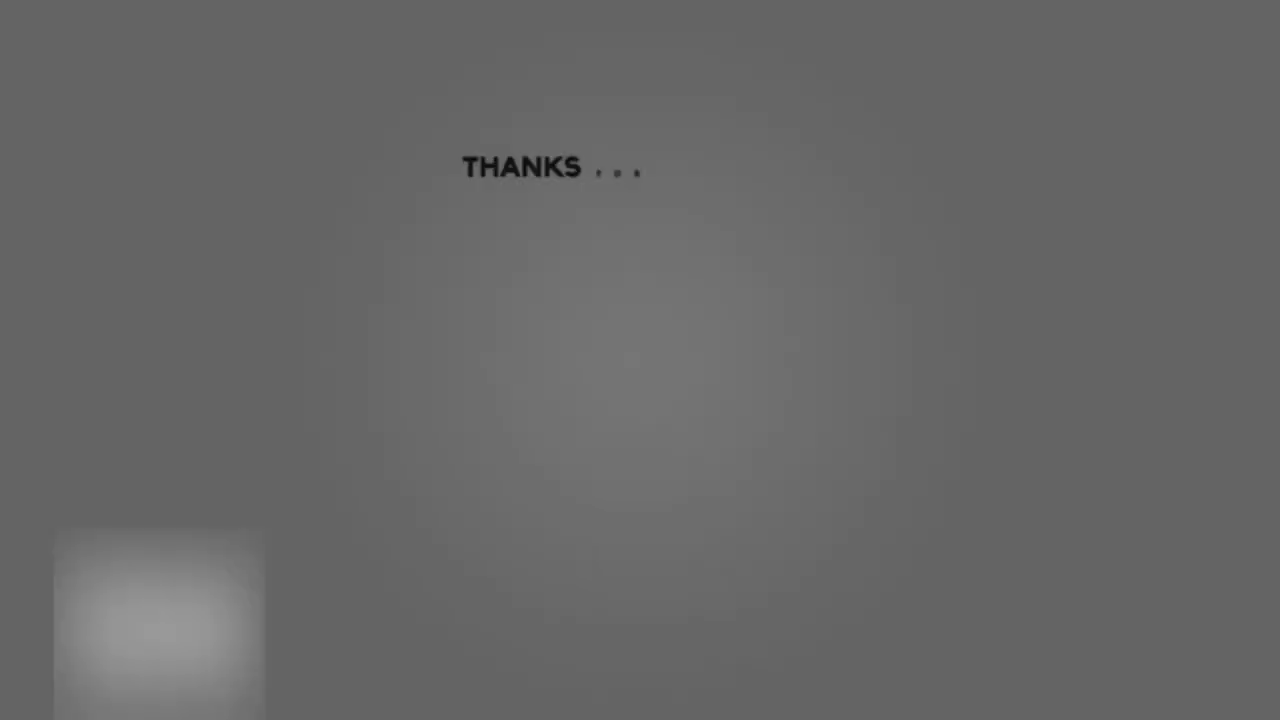 THANKS . . .